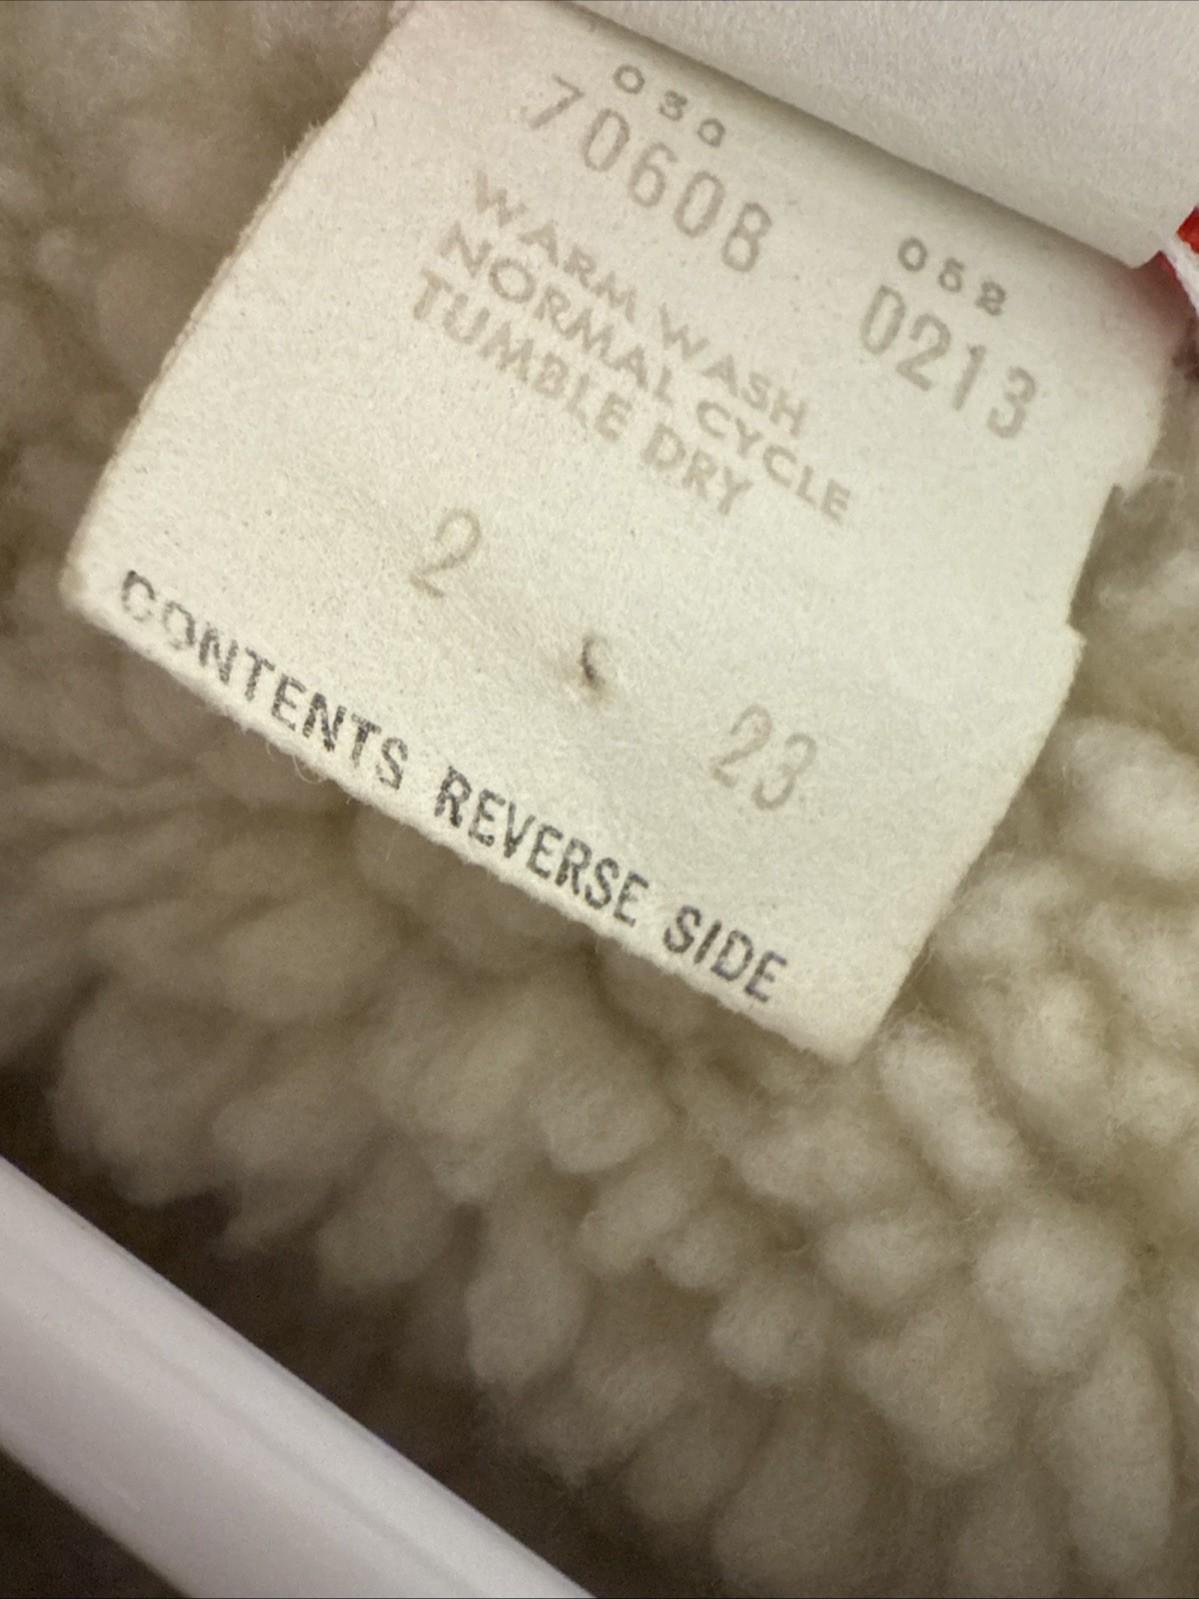 030
70608
052
0213
WARM WASH
NORMAL CYCLE
TUMBLE DRY
2
23
CONTENTS REVERSE SIDE